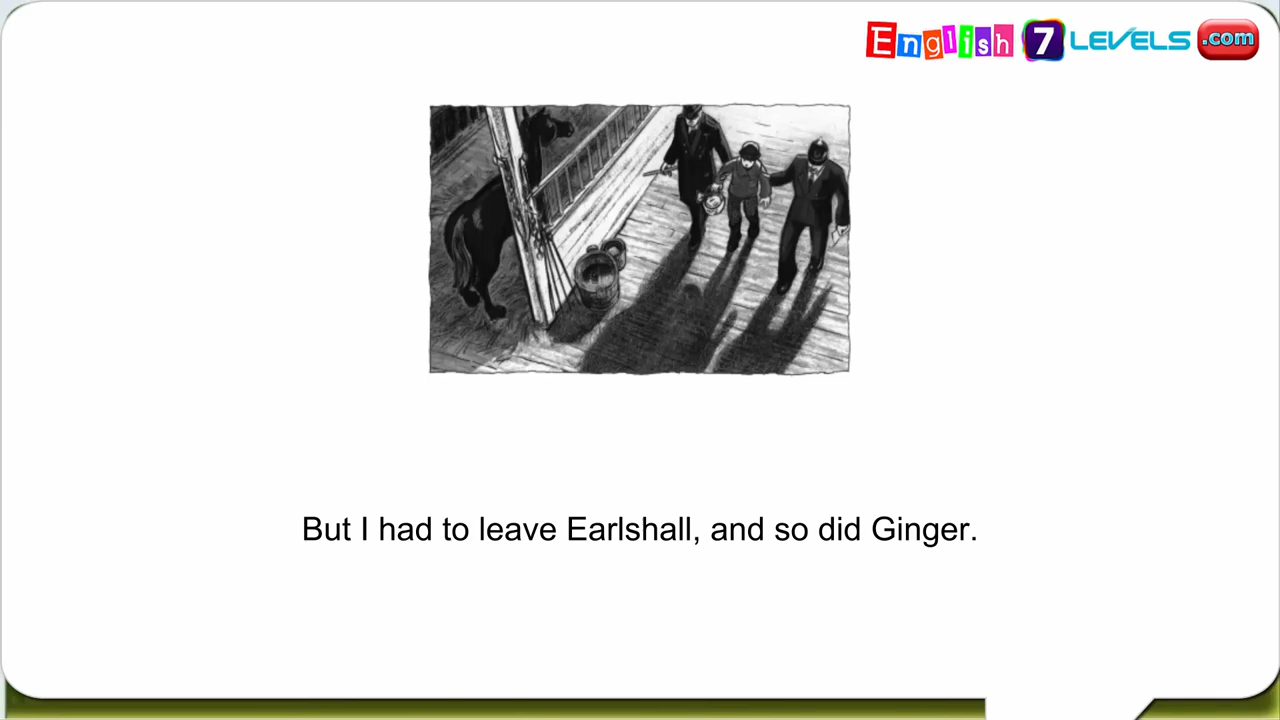 English 7 LEVELS .com
But I had to leave Earlshall, and so did Ginger.